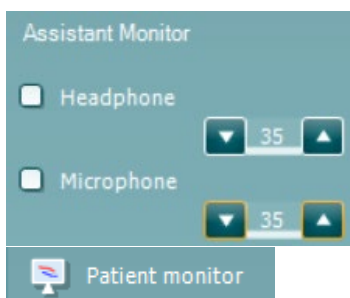 Assistant Monitor
Headphone
35
Microphone
35
Patient monitor